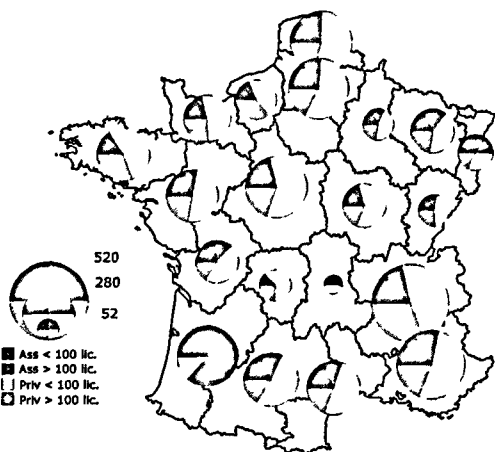 520
280
52
Ass < 100 lic.
Ass > 100 lic.
Priv < 100 lic.
Priv > 100 lic.